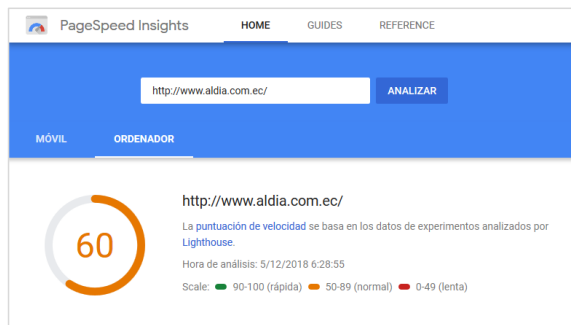 PageSpeed Insights HOME GUIDES REFERENCE
http://www.aldia.com.ec/ ANALIZAR
MÓVIL ORDENADOR
60
http://www.aldia.com.ec/
La puntuación de velocidad se basa en los datos de experimentos analizados por
Lighthouse.
Hora de análisis: 5/12/2018 6:28:55
Scale: 90-100 (rápida) 50-89 (normal) 0-49 (lenta)